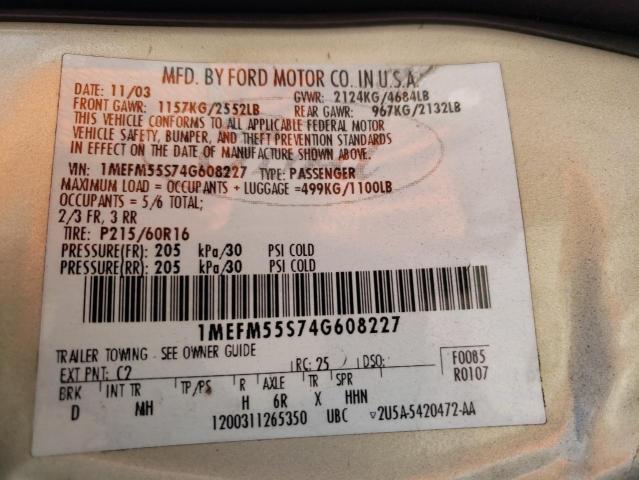 MFD. BY FORD MOTOR CO. IN U.S.A.
DATE: 11/03 GVWR: 2124KG/4684LB
FRONT GAWR: 1157KG/2552LB REAR GAWR: 967KG/2132LB
THIS VEHICLE CONFORMS TO ALL APPLICABLE FEDERAL MOTOR
VEHICLE SAFETY, BUMPER, AND THEFT PREVENTION STANDARDS
IN EFFECT ON THE DATE OF MANUFACTURE SHOWN ABOVE.
VIN: 1MEFM55S74G608227 TYPE: PASSENGER
MAXIMUM LOAD = OCCUPANTS + LUGGAGE = 499KG/1100LB
OCCUPANTS = 5/6 TOTAL;
2/3 FR, 3 RR
TIRE: P215/60R16
PRESSURE(FR): 205 kPa/30 PSI COLD
PRESSURE(RR): 205 kPa/30 PSI COLD
1MEFM55S74G608227
TRAILER TOWING - SEE OWNER GUIDE
EXT PNT: C2 RC: 25 DSO: F0085
BRK INT TR TP/PS R AXLE TR SPR R0107
D MH H 6R X HHN
1200311265350 UBC 2U5A-5420472-AA